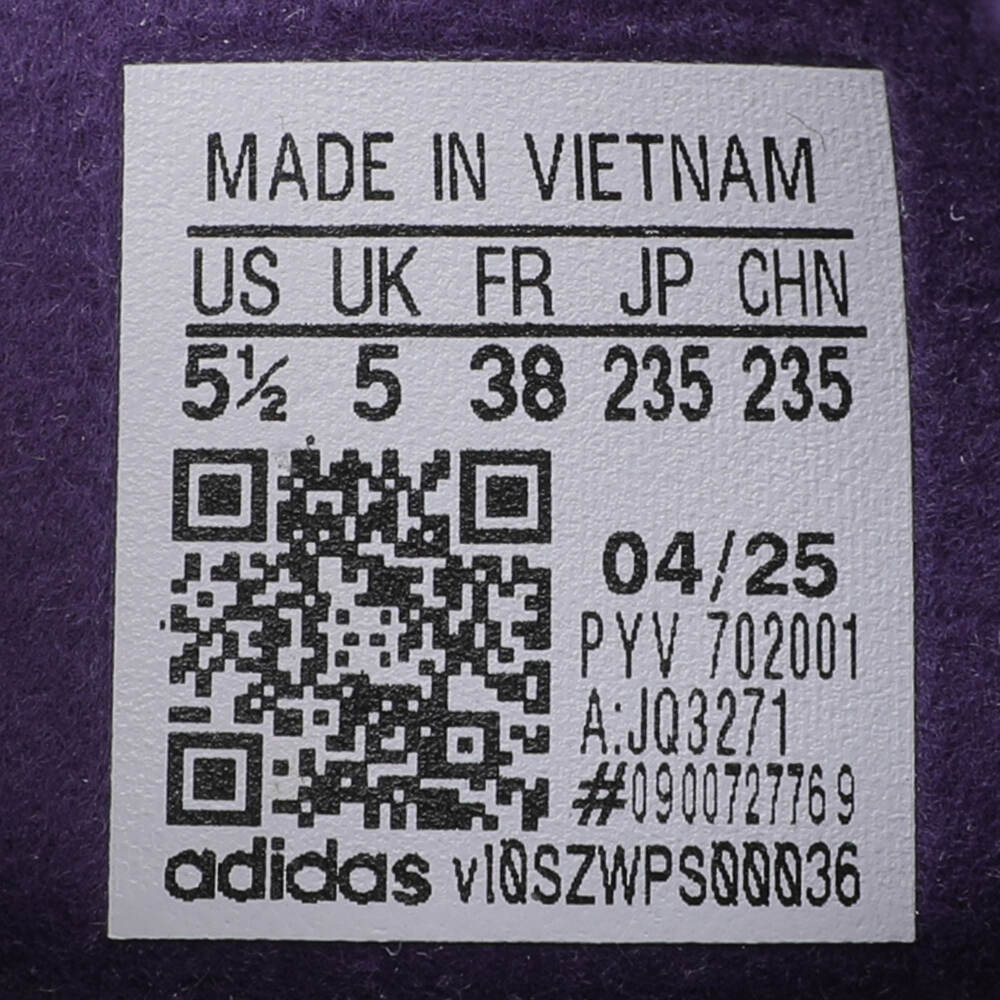 MADE IN VIETNAM
US UK FR JP CHN
5½ 5 38 235 235
04/25
PYV 702001
A:JQ3271
#0900727769
adidas vl0SZWPS00036